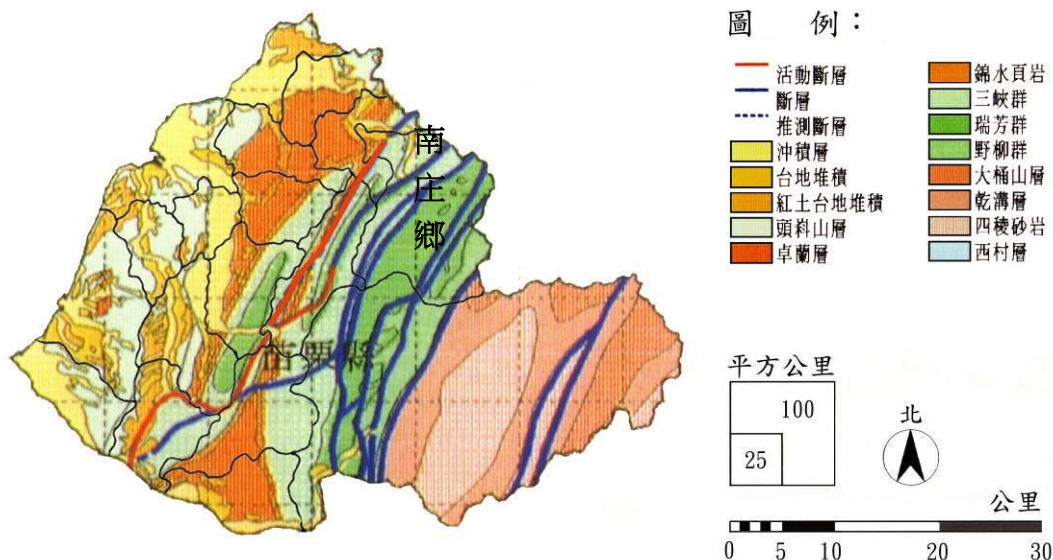 圖 例：
活動斷層
斷層
推測斷層
沖積層
台地堆積
紅土台地堆積
頭嵙山層
卓蘭層
錦水頁岩
三峽群
瑞芳群
野柳群
大桶山層
乾溝層
四稜砂岩
西村層
南庄鄉
苗栗縣
平方公里
100
25
北
公里
0 5 10 20 30